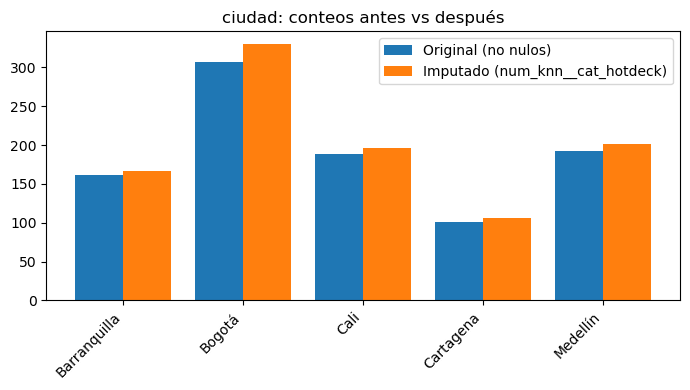 ciudad: conteos antes vs después
Original (no nulos)
Imputado (num_knn__cat_hotdeck)
300
250
200
150
100
50
0
Barranquilla
Bogotá
Cali
Cartagena
Medellín